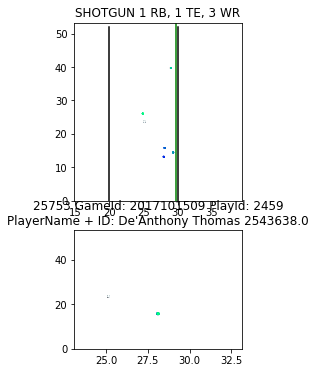 SHOTGUN 1 RB, 1 TE, 3 WR
50
40
30
20
10
0
15 20 25 30 35
25753 GameId: 2017101509 PlayId: 2459
PlayerName + ID: De'Anthony Thomas 2543638.0
40
20
0
25.0 27.5 30.0 32.5